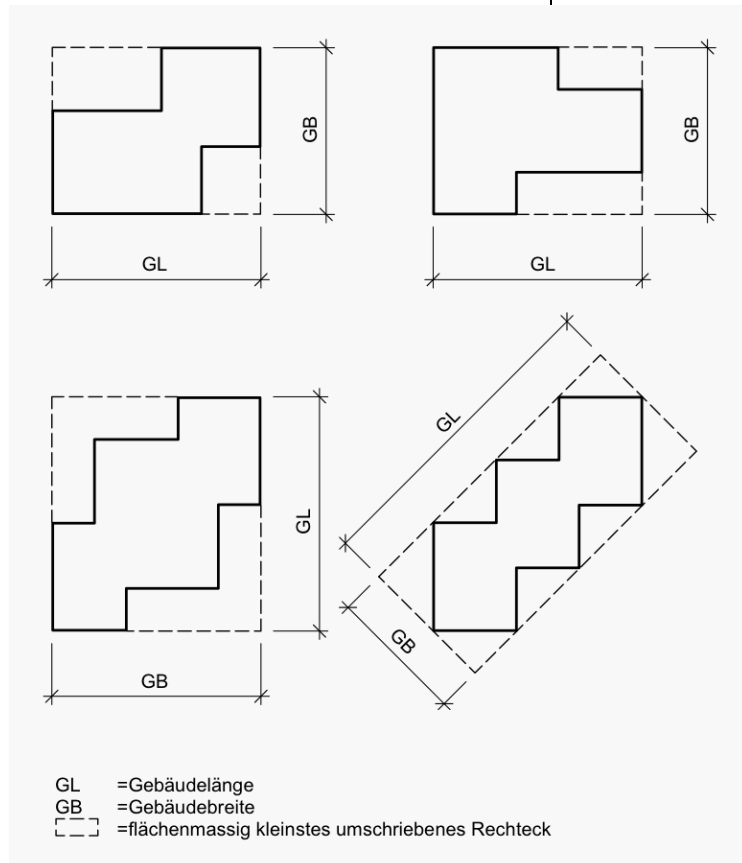 GB
GL
GB
GL
GL
GB
GL
GB
GL =Gebäudelänge
GB =Gebäudebreite
=flächenmassig kleinstes umschriebenes Rechteck